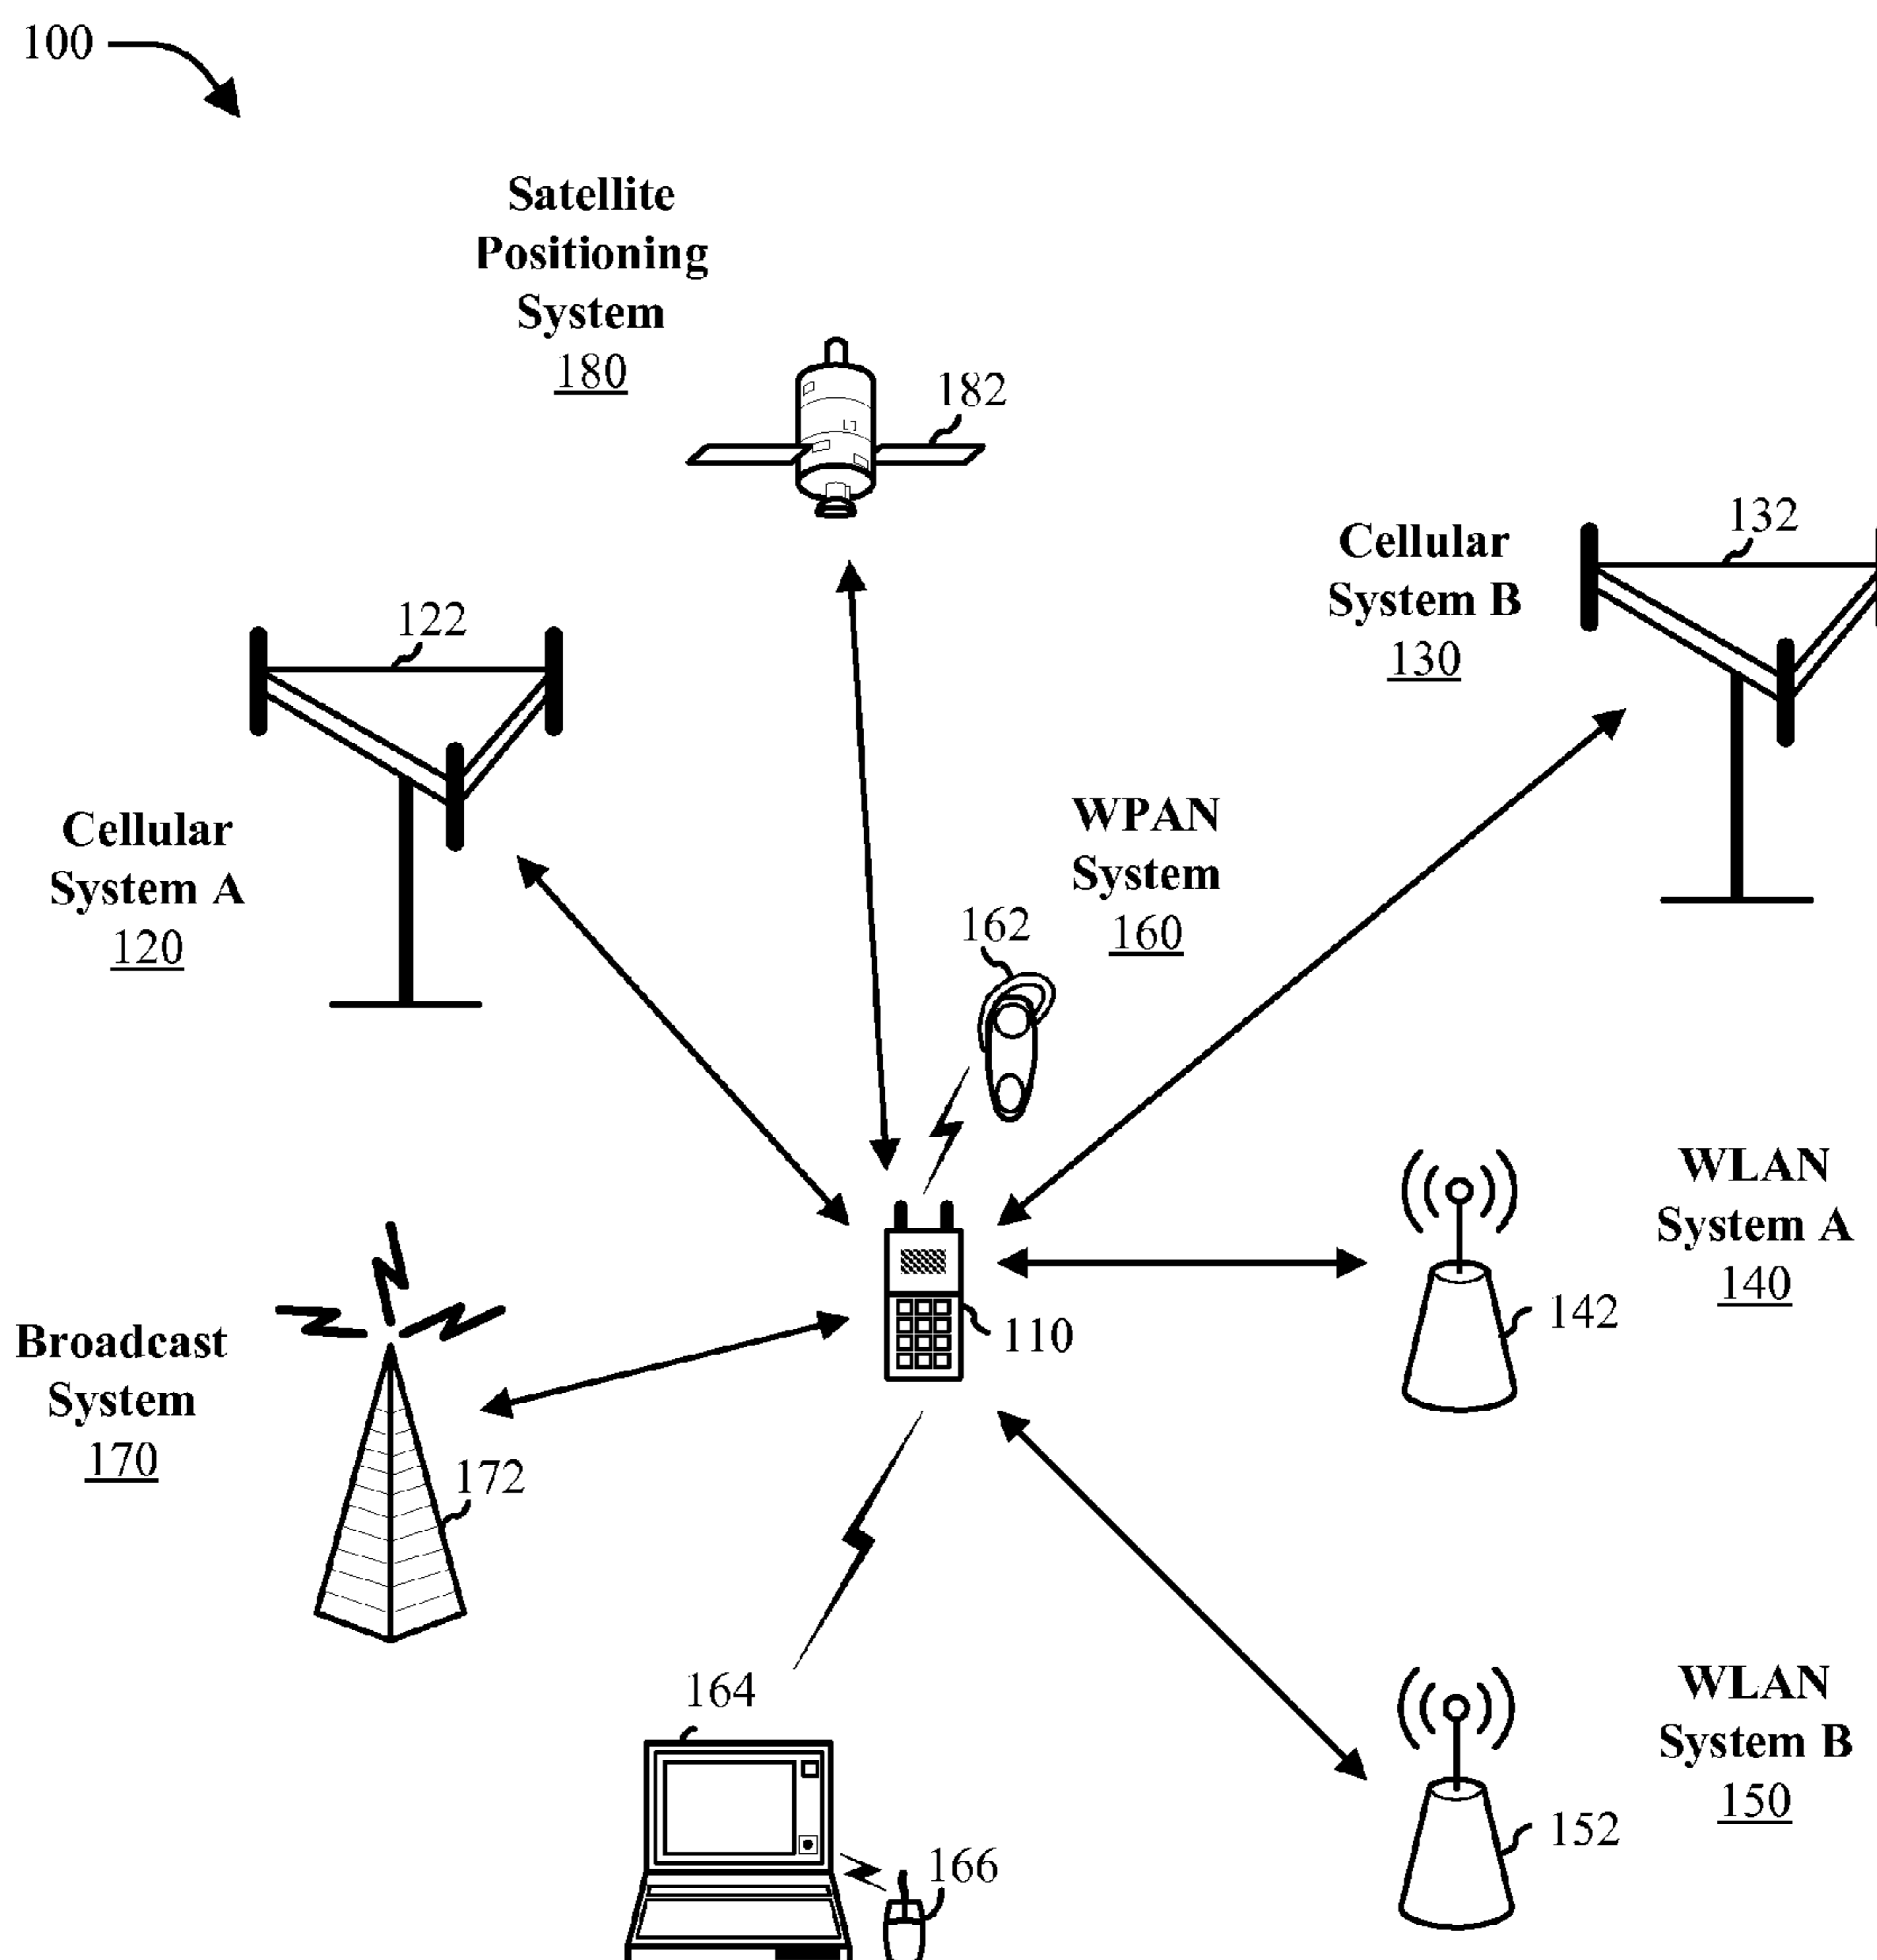 100
Satellite
Positioning
System
180
182
Cellular
System B
130
132
122
Cellular
System A
120
WPAN
System
160
162
WLAN
System A
140
142
110
Broadcast
System
170
172
164
166
WLAN
System B
150
152